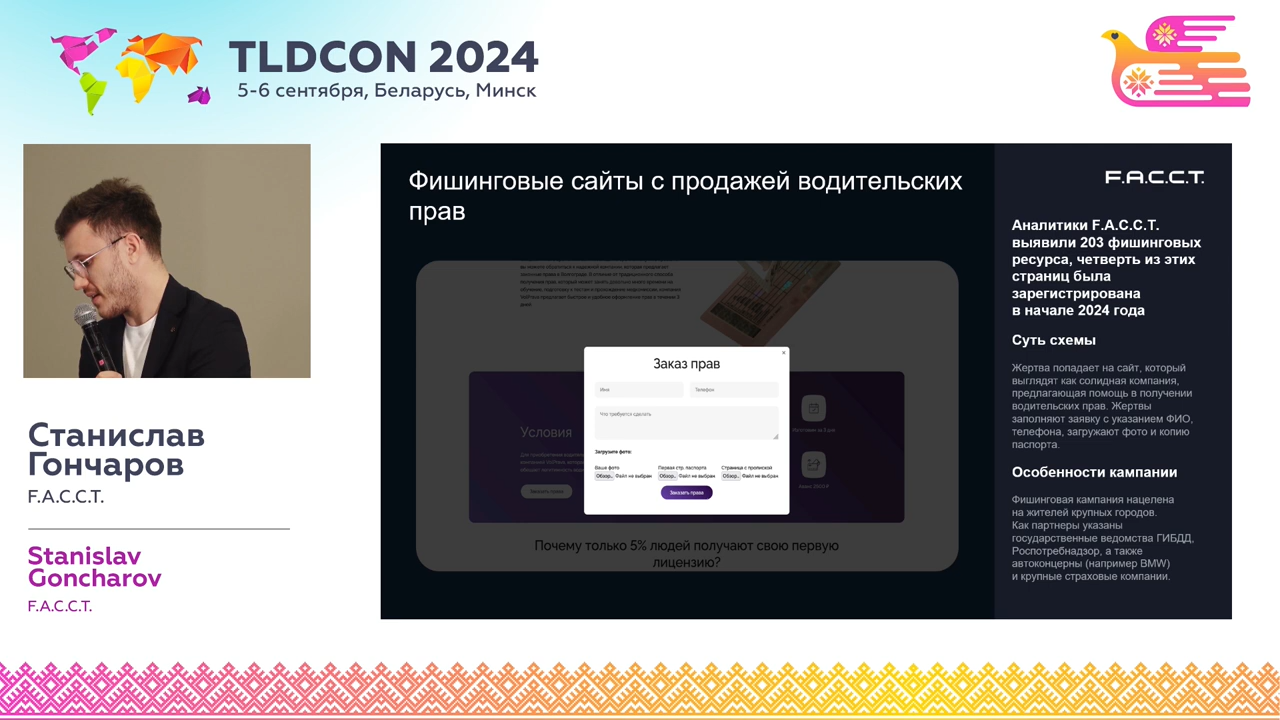 TLDCON 2024
5-6 сентября, Беларусь, Минск
Станислав
Гончаров
F.A.C.C.T.
Stanislav
Goncharov
F.A.C.C.T.
Фишинговые сайты с продажей водительских
прав
Заказ прав
Имя
Телефон
Что требуется сделать
Загрузите фото:
Ваше фото
Первая стр. паспорта
Страница с пропиской
Обзор... Файл не выбран
Обзор... Файл не выбран
Обзор... Файл не выбран
Заказать права
Условия
Почему только 5% людей получают свою первую
лицензию?
F.A.C.C.T.
Аналитики F.A.C.C.T.
выявили 203 фишинговых
ресурса, четверть из этих
страниц была
зарегистрирована
в начале 2024 года
Суть схемы
Жертва попадает на сайт, который
выглядят как солидная компания,
предлагающая помощь в получении
водительских прав. Жертвы
заполняют заявку с указанием ФИО,
телефона, загружают фото и копию
паспорта.
Особенности кампании
Фишинговая кампания нацелена
на жителей крупных городов.
Как партнеры указаны
государственные ведомства ГИБДД,
Роспотребнадзор, а также
автоконцерны (например BMW)
и крупные страховые компании.